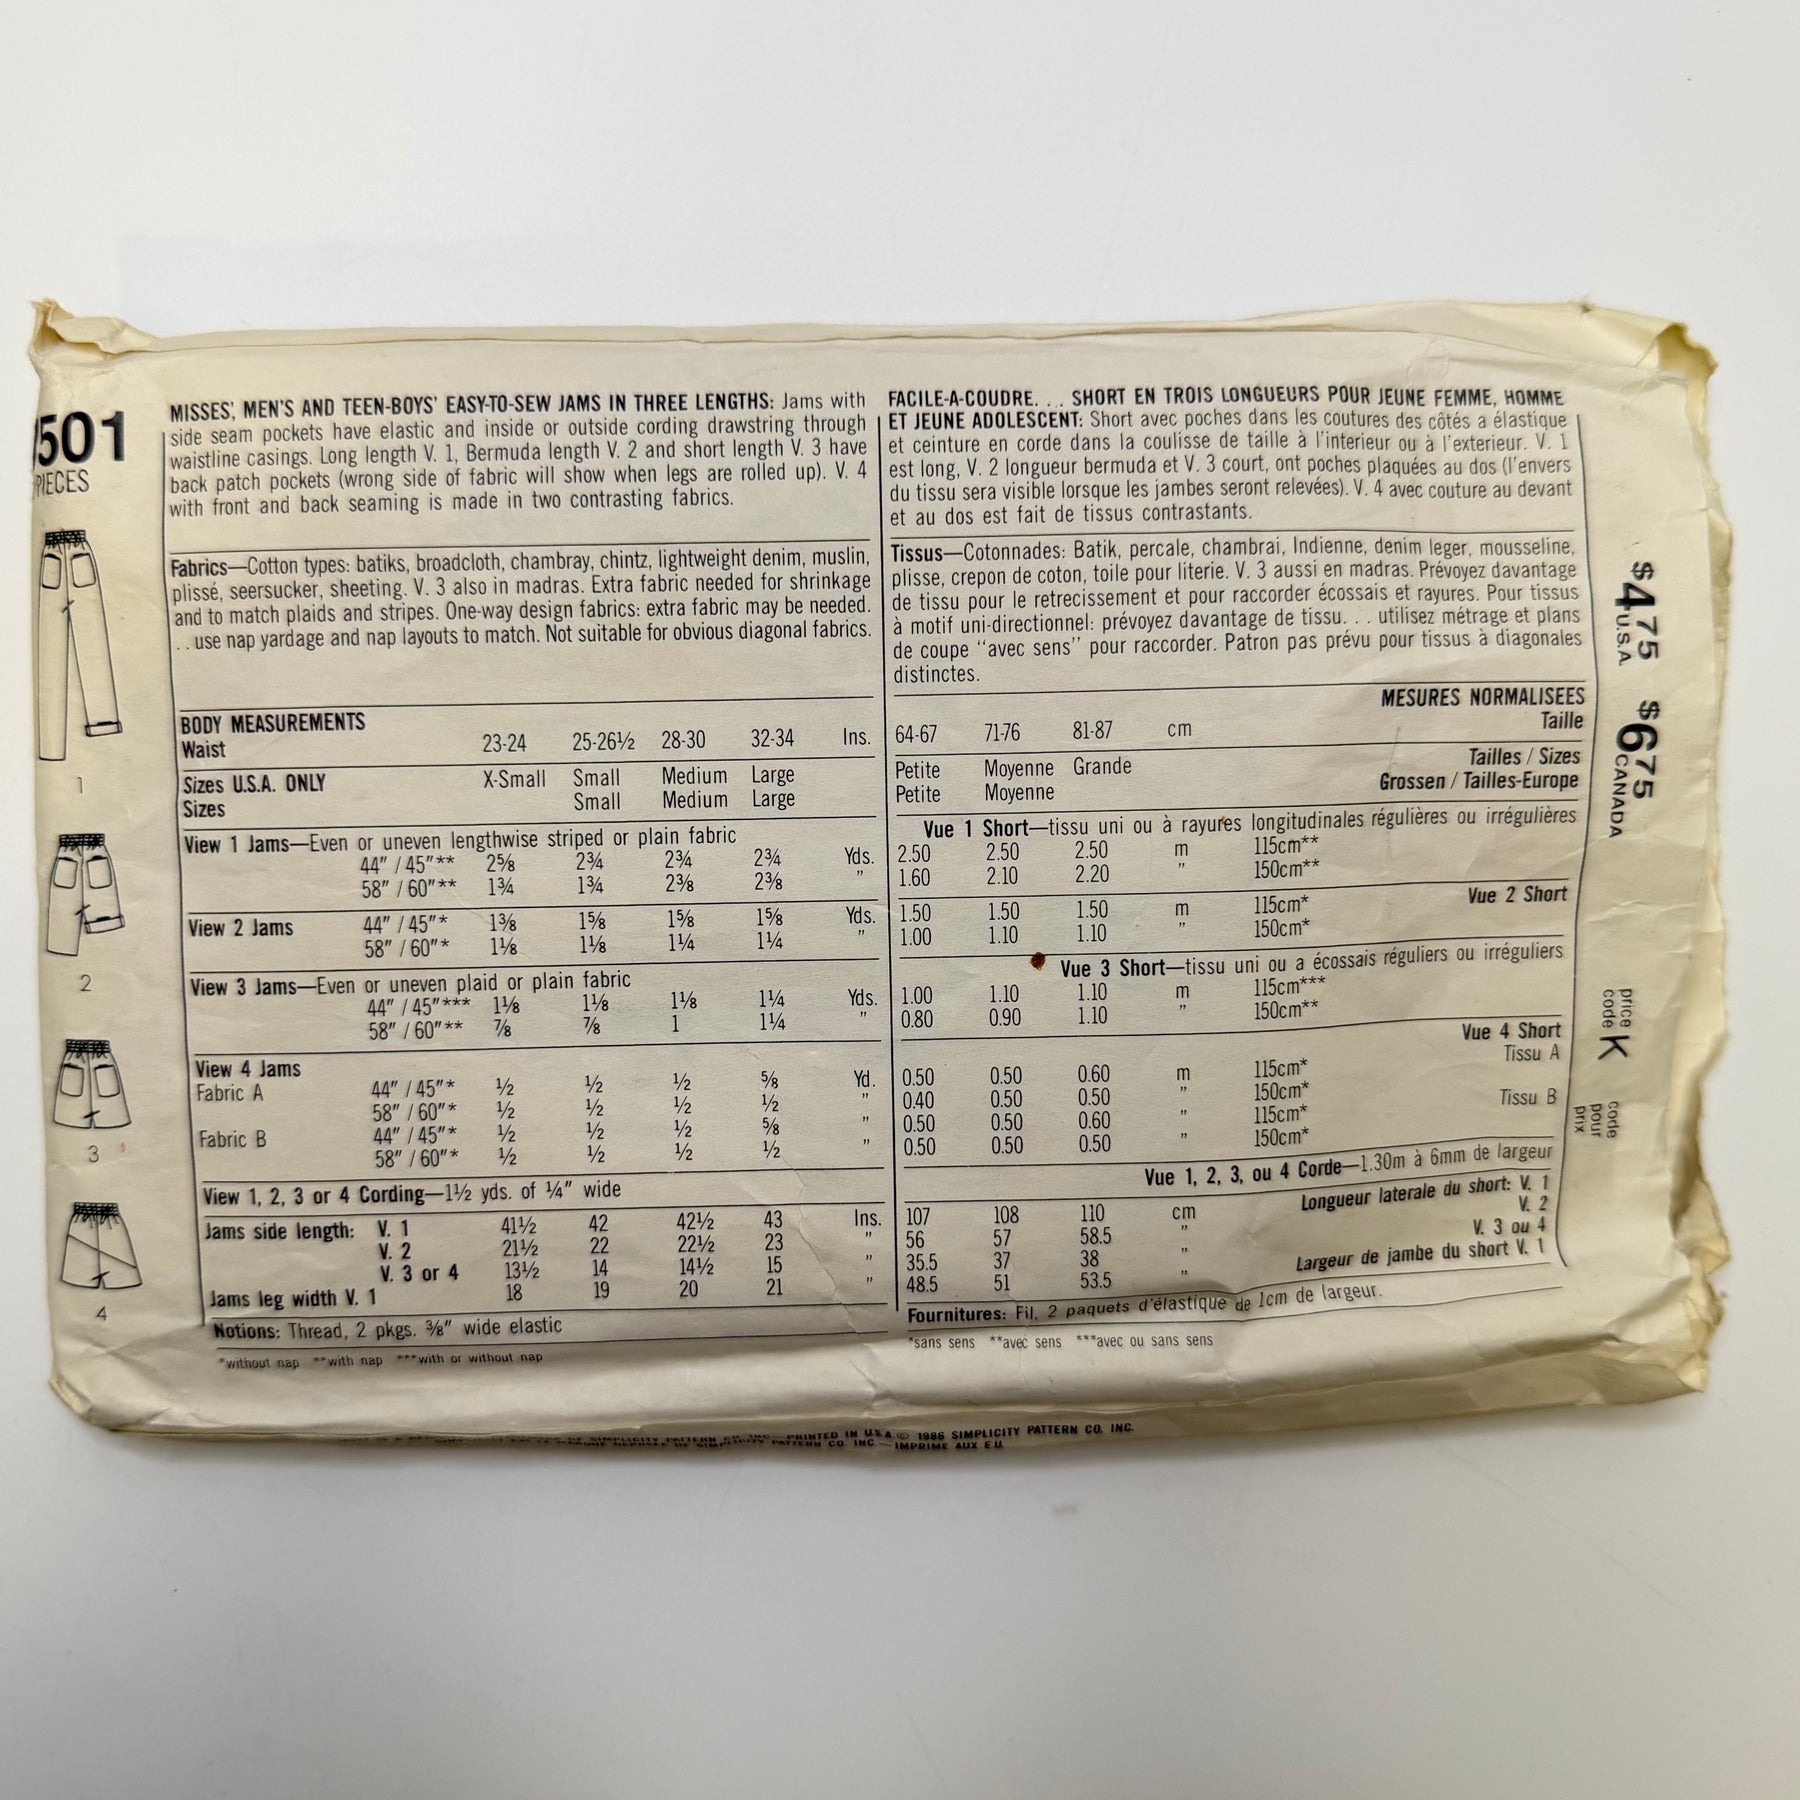 501
PIECES
1
2
3
4
MISSES', MEN'S AND TEEN-BOYS' EASY-TO-SEW JAMS IN THREE LENGTHS: Jams with
side seam pockets have elastic and inside or outside cording drawstring through
waistline casings. Long length V. 1, Bermuda length V. 2 and short length V. 3 have
back patch pockets (wrong side of fabric will show when legs are rolled up). V. 4
with front and back seaming is made in two contrasting fabrics.
Fabrics—Cotton types: batiks, broadcloth, chambray, chintz, lightweight denim, muslin,
plissé, seersucker, sheeting. V. 3 also in madras. Extra fabric needed for shrinkage
and to match plaids and stripes. One-way design fabrics: extra fabric may be needed.
. . use nap yardage and nap layouts to match. Not suitable for obvious diagonal fabrics.
BODY MEASUREMENTS
Waist 23-24 25-26½ 28-30 32-34 Ins.
Sizes U.S.A. ONLY X-Small Small Medium Large
Sizes Small Medium Large
View 1 Jams—Even or uneven lengthwise striped or plain fabric
44" / 45"** 2⅝ 2¾ 2¾ 2¾ Yds.
58" / 60"** 1¾ 1¾ 2⅜ 2⅜ "
View 2 Jams 44" / 45"* 1⅜ 1⅝ 1⅝ 1⅝ Yds.
58" / 60"* 1⅛ 1⅛ 1¼ 1¼ "
View 3 Jams—Even or uneven plaid or plain fabric
44" / 45"*** 1⅛ 1⅛ 1⅛ 1¼ Yds.
58" / 60"** ⅞ ⅞ 1 1¼ "
View 4 Jams
Fabric A 44" / 45"* ½ ½ ½ ⅝ Yd.
58" / 60"* ½ ½ ½ ½ "
Fabric B 44" / 45"* ½ ½ ½ ⅝ "
58" / 60"* ½ ½ ½ ½ "
View 1, 2, 3 or 4 Cording—1½ yds. of ¼" wide
Jams side length: V. 1 41½ 42 42½ 43 Ins.
V. 2 21½ 22 22½ 23 "
V. 3 or 4 13½ 14 14½ 15 "
Jams leg width V. 1 18 19 20 21 "
Notions: Thread, 2 pkgs. ⅜" wide elastic
*without nap **with nap ***with or without nap
FACILE-A-COUDRE. . . SHORT EN TROIS LONGUEURS POUR JEUNE FEMME, HOMME
ET JEUNE ADOLESCENT: Short avec poches dans les coutures des côtés a élastique
et ceinture en corde dans la coulisse de taille à l'interieur ou à l'exterieur. V. 1
est long, V. 2 longueur bermuda et V. 3 court, ont poches plaquées au dos (l'envers
du tissu sera visible lorsque les jambes seront relevées). V. 4 avec couture au devant
et au dos est fait de tissus contrastants.
Tissus—Cotonnades: Batik, percale, chambrai, Indienne, denim leger, mousseline,
plisse, crepon de coton, toile pour literie. V. 3 aussi en madras. Prévoyez davantage
de tissu pour le retrecissement et pour raccorder écossais et rayures. Pour tissus
à motif uni-directionnel: prévoyez davantage de tissu. . . utilisez métrage et plans
de coupe "avec sens" pour raccorder. Patron pas prévu pour tissus à diagonales
distinctes.
MESURES NORMALISEES
64-67 71-76 81-87 cm Taille
Petite Moyenne Grande Tailles / Sizes
Petite Moyenne Grossen / Tailles-Europe
Vue 1 Short—tissu uni ou à rayures longitudinales régulières ou irrégulières
2.50 2.50 2.50 m 115cm**
1.60 2.10 2.20 " 150cm**
Vue 2 Short
1.50 1.50 1.50 m 115cm*
1.00 1.10 1.10 " 150cm*
Vue 3 Short—tissu uni ou a écossais réguliers ou irréguliers
1.00 1.10 1.10 m 115cm***
0.80 0.90 1.10 " 150cm**
Vue 4 Short
Tissu A
0.50 0.50 0.60 m 115cm*
0.40 0.50 0.50 " 150cm*
0.50 0.50 0.60 " 115cm* Tissu B
0.50 0.50 0.50 " 150cm*
Vue 1, 2, 3, ou 4 Corde—1.30m à 6mm de largeur
Longueur laterale du short: V. 1
107 108 110 cm V. 2
56 57 58.5 " V. 3 ou 4
35.5 37 38 " Largeur de jambe du short V. 1
48.5 51 53.5 "
Fournitures: Fil, 2 paquets d'élastique de 1cm de largeur.
*sans sens **avec sens ***avec ou sans sens
$4.75 U.S.A.
$6.75 CANADA
price code K
code pour prix
PRINTED IN U.S.A. © 1986 SIMPLICITY PATTERN CO. INC.
SIMPLICITY PATTERN CO INC — IMPRIME AUX E U